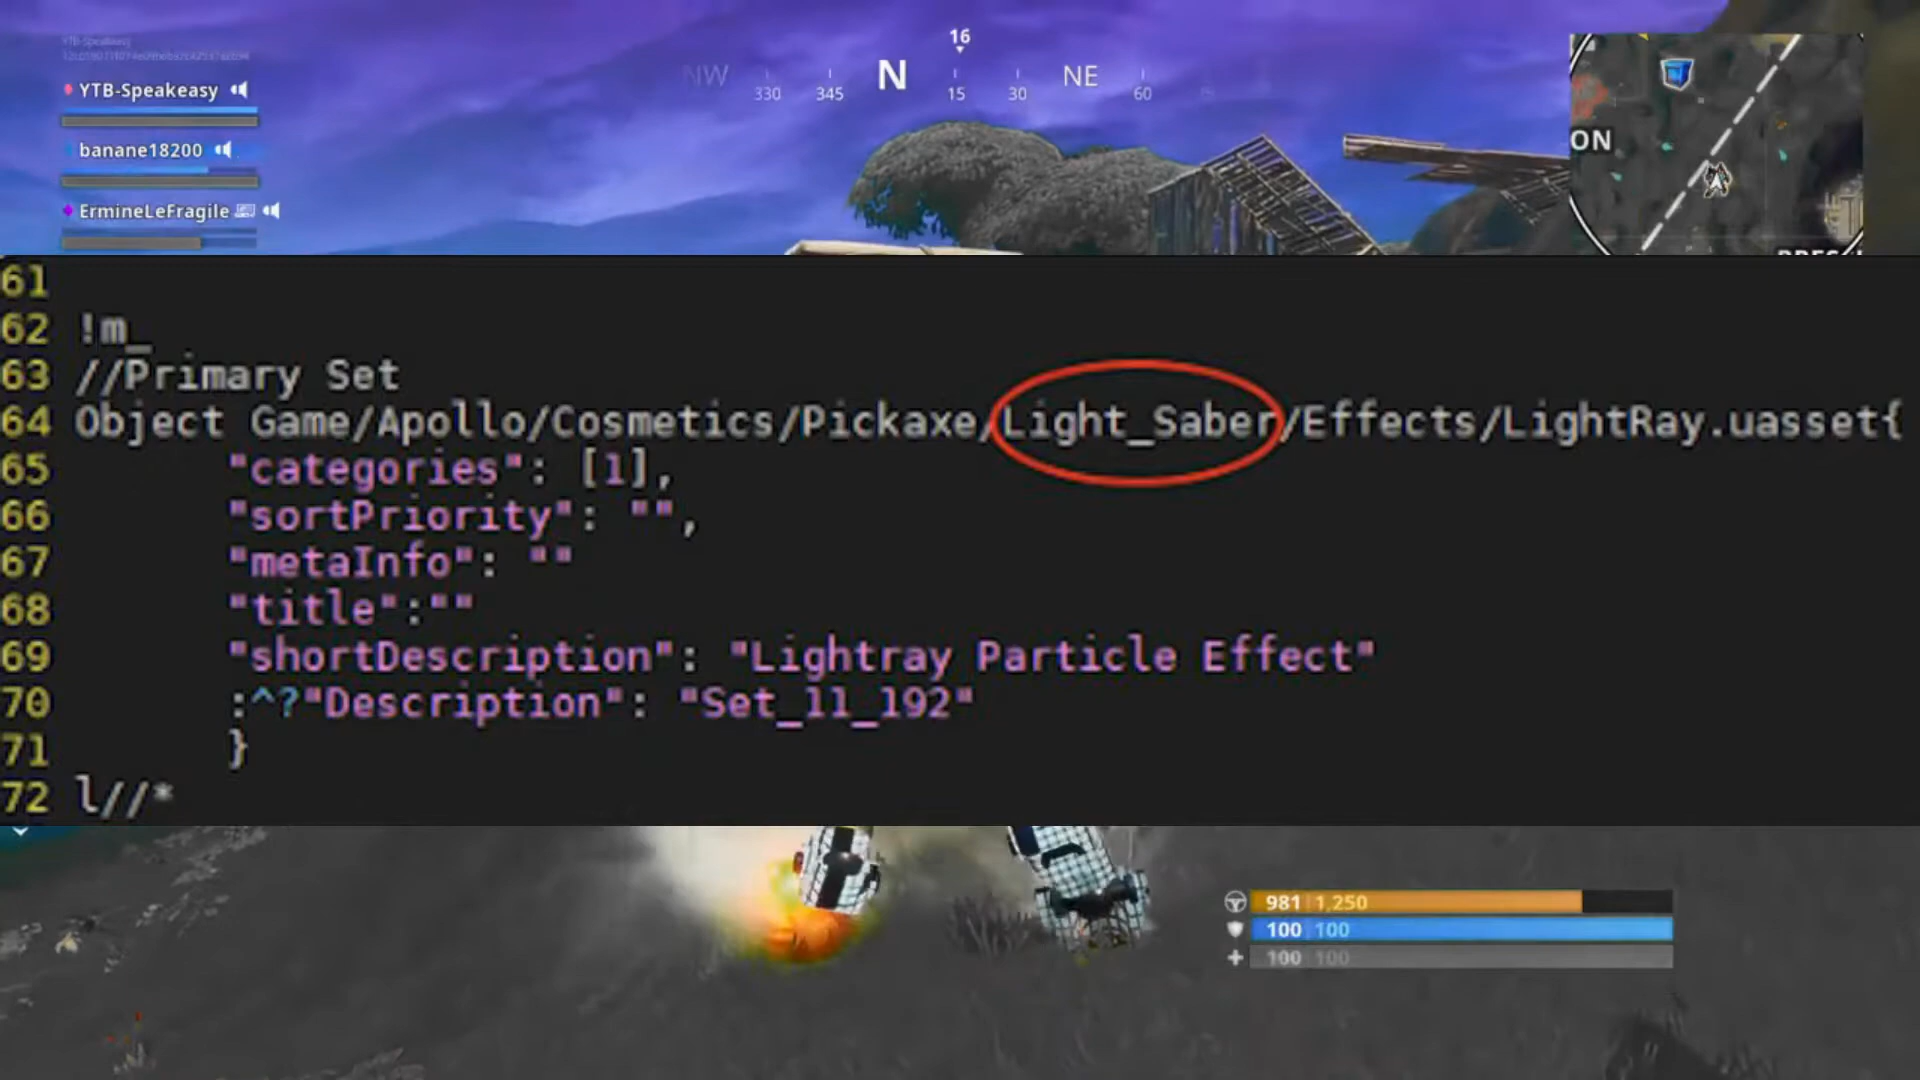 YTB-Speakeasy
16
NW N NE
330 345 15 30 60
YTB-Speakeasy
banane18200
ErmineLeFragile
ON
61
62 !m_
63 //Primary Set
64 Object Game/Apollo/Cosmetics/Pickaxe/Light_Saber/Effects/LightRay.uasset{
65 "categories": [1],
66 "sortPriority": "",
67 "metaInfo": ""
68 "title":""
69 "shortDescription": "Lightray Particle Effect"
70 :^?"Description": "Set_11_192"
71 }
72 l//*
981 1,250
100 100
100 100